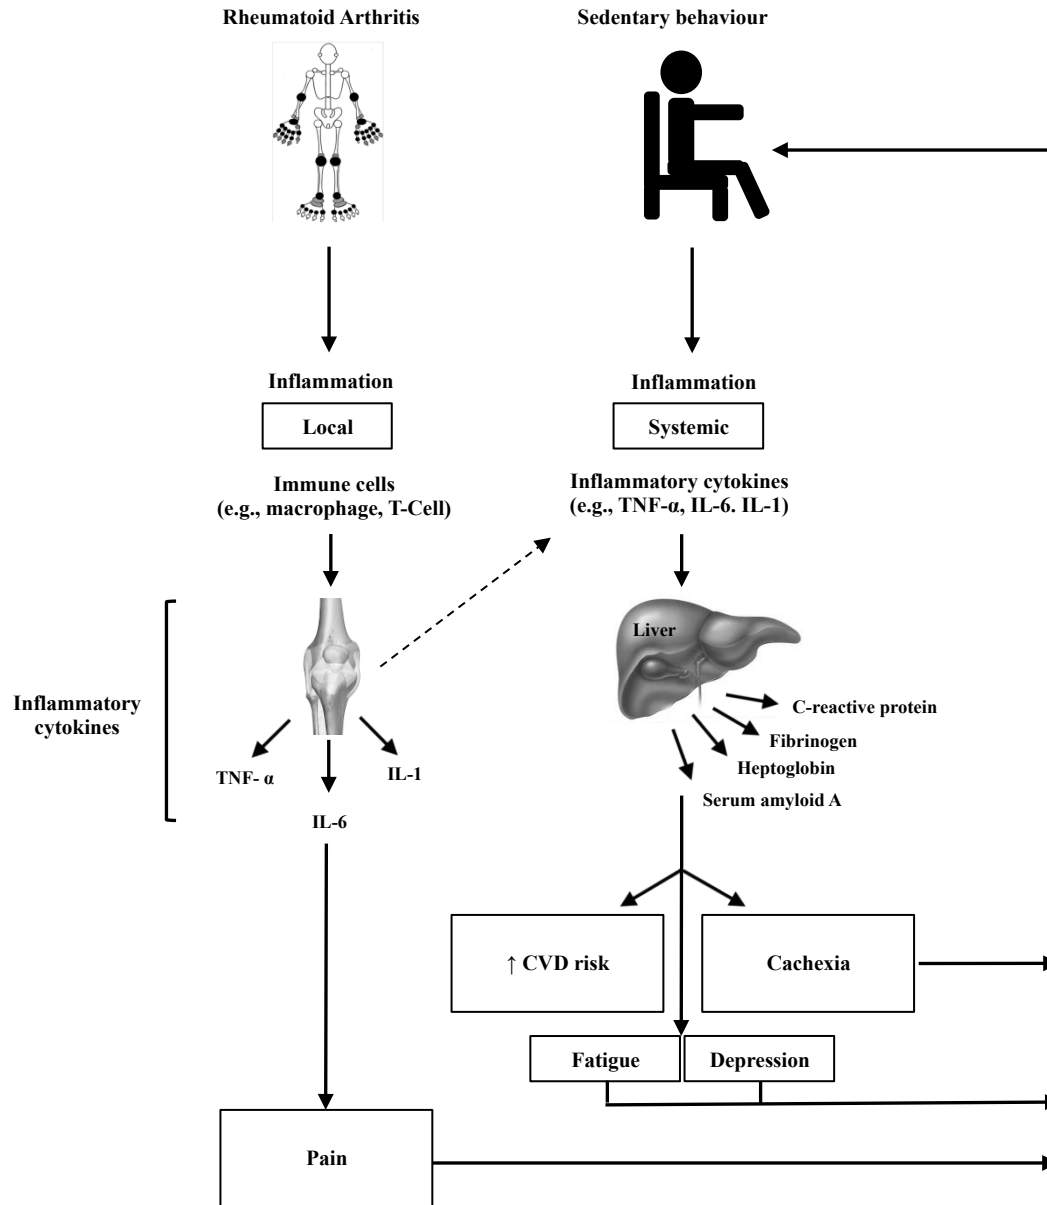 Rheumatoid Arthritis
Sedentary behaviour
Inflammation
Local
Immune cells
(e.g., macrophage, T-Cell)
Inflammation
Systemic
Inflammatory cytokines
(e.g., TNF-α, IL-6. IL-1)
Inflammatory
cytokines
TNF- α
IL-6
IL-1
Liver
C-reactive protein
Fibrinogen
Heptoglobin
Serum amyloid A
↑ CVD risk
Cachexia
Fatigue
Depression
Pain